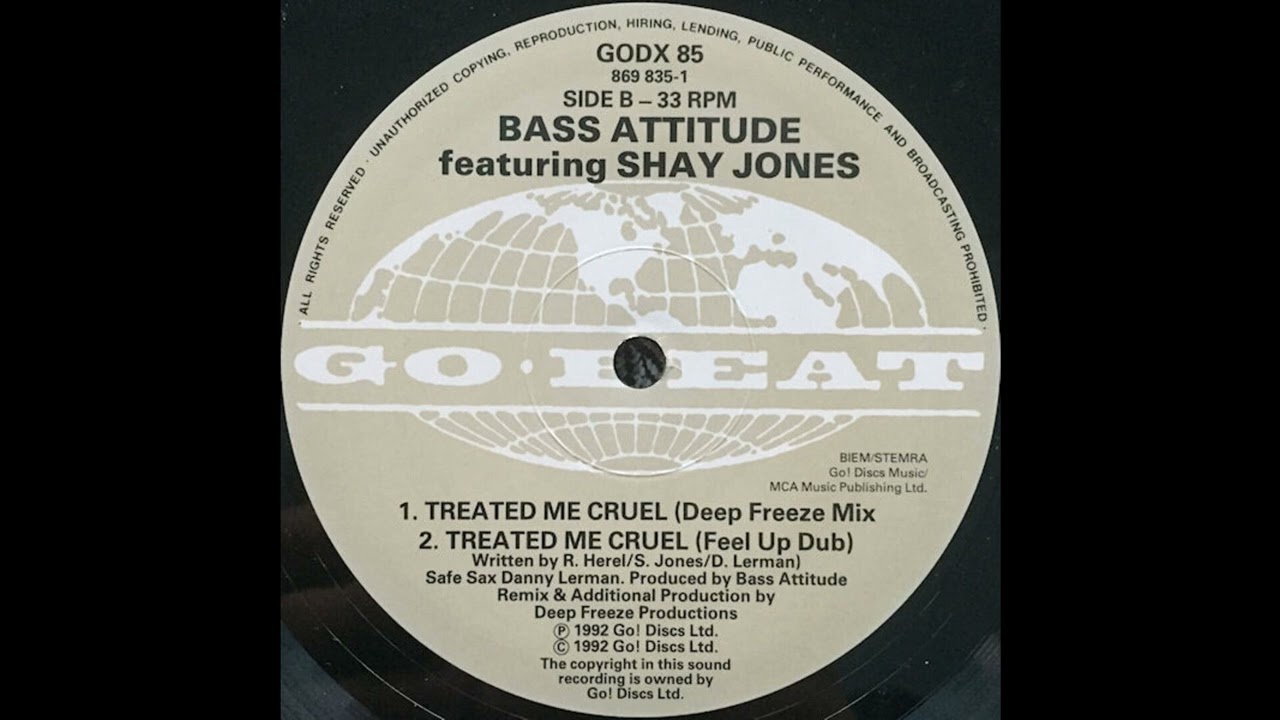 ALL RIGHTS RESERVED · UNAUTHORIZED COPYING, REPRODUCTION, HIRING, LENDING, PUBLIC PERFORMANCE AND BROADCASTING PROHIBITED ·
GODX 85
869 835-1
SIDE B – 33 RPM
BASS ATTITUDE
featuring SHAY JONES
GO · BEAT
BIEM/STEMRA
Go! Discs Music/
MCA Music Publishing Ltd.
1. TREATED ME CRUEL (Deep Freeze Mix
2. TREATED ME CRUEL (Feel Up Dub)
Written by R. Herel/S. Jones/D. Lerman)
Safe Sax Danny Lerman. Produced by Bass Attitude
Remix & Additional Production by
Deep Freeze Productions
℗ 1992 Go! Discs Ltd.
© 1992 Go! Discs Ltd.
The copyright in this sound
recording is owned by
Go! Discs Ltd.